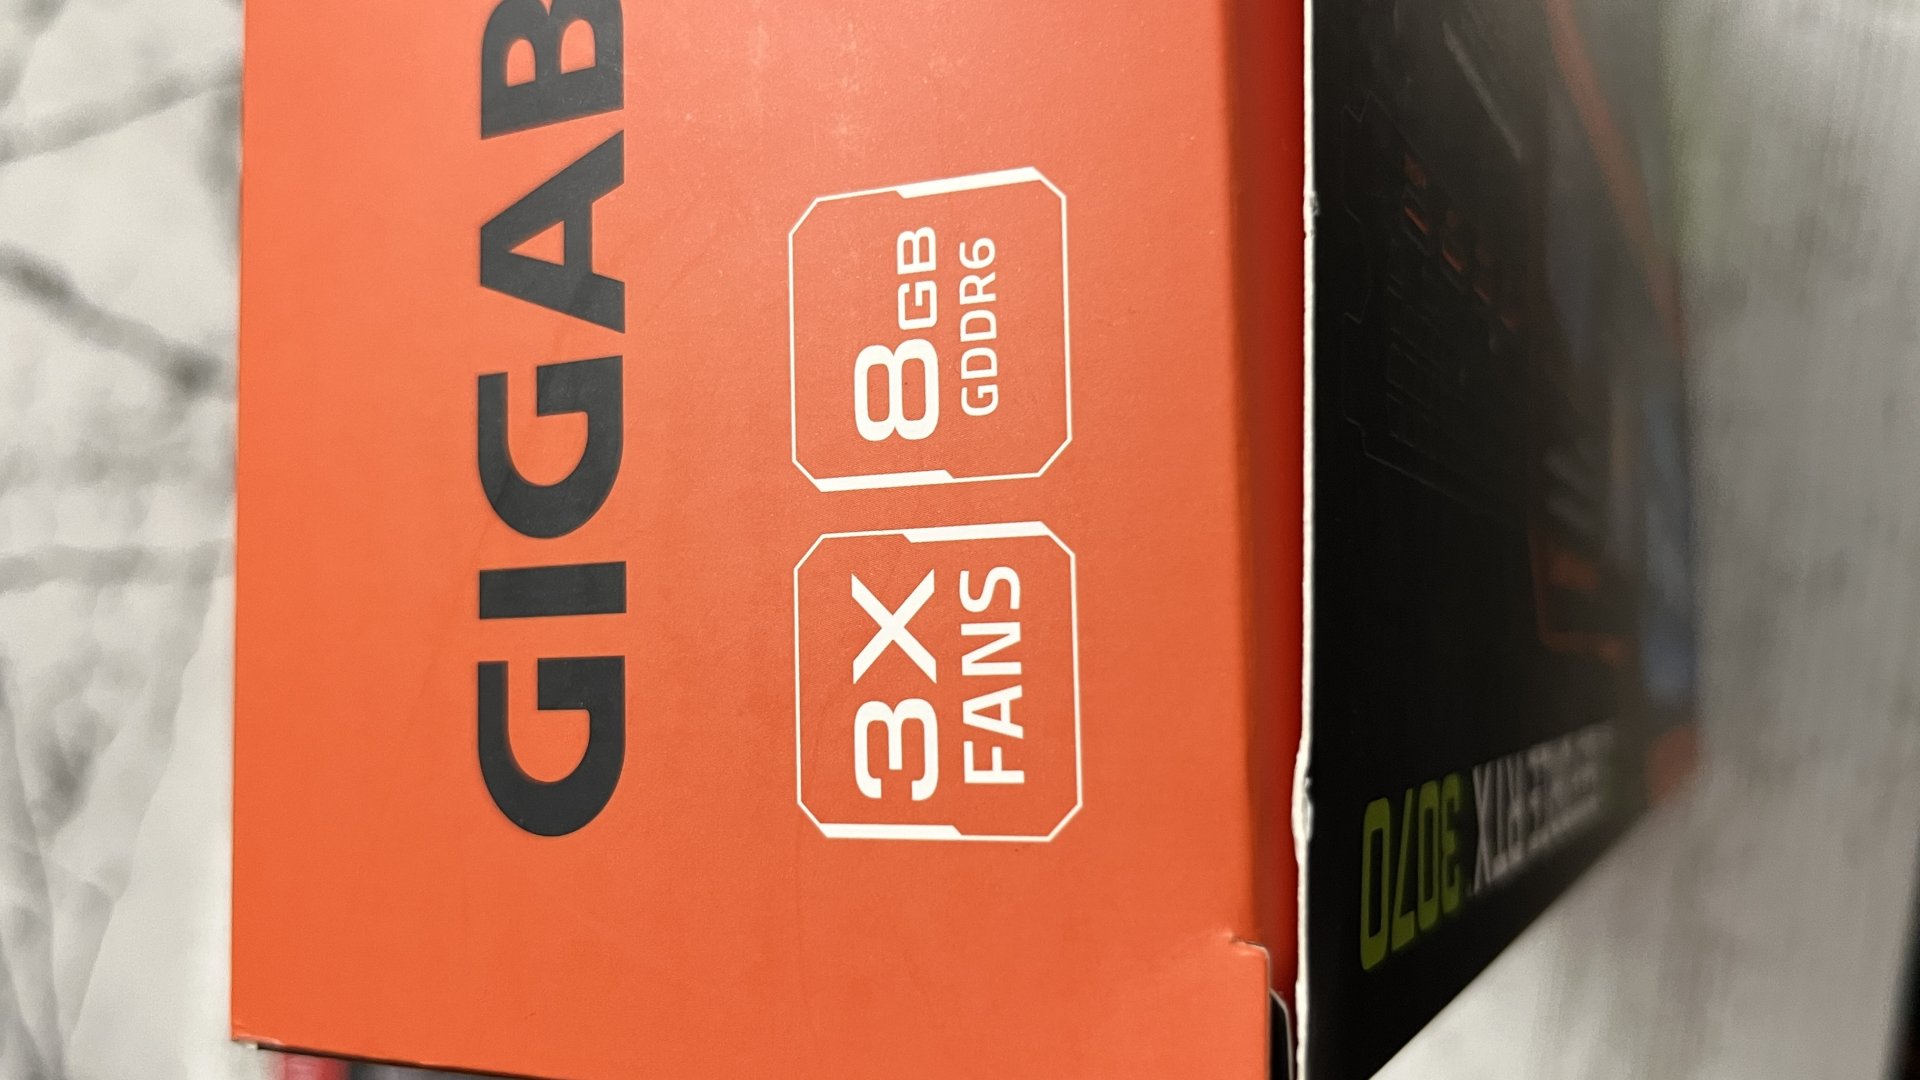 GIGAB
3X
FANS
8GB
GDDR6
RTX 3070